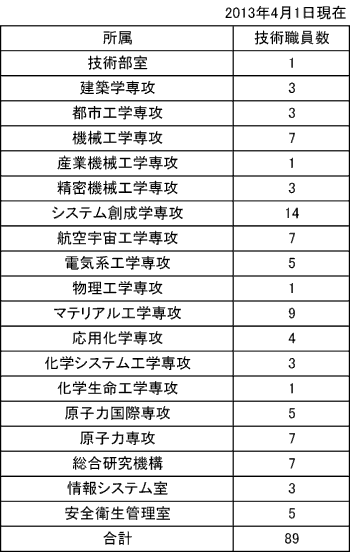 2013年4月1日現在
所属 技術職員数
技術部室 1
建築学専攻 3
都市工学専攻 3
機械工学専攻 7
産業機械工学専攻 1
精密機械工学専攻 3
システム創成学専攻 14
航空宇宙工学専攻 7
電気系工学専攻 5
物理工学専攻 1
マテリアル工学専攻 9
応用化学専攻 4
化学システム工学専攻 3
化学生命工学専攻 1
原子力国際専攻 5
原子力専攻 7
総合研究機構 7
情報システム室 3
安全衛生管理室 5
合計 89